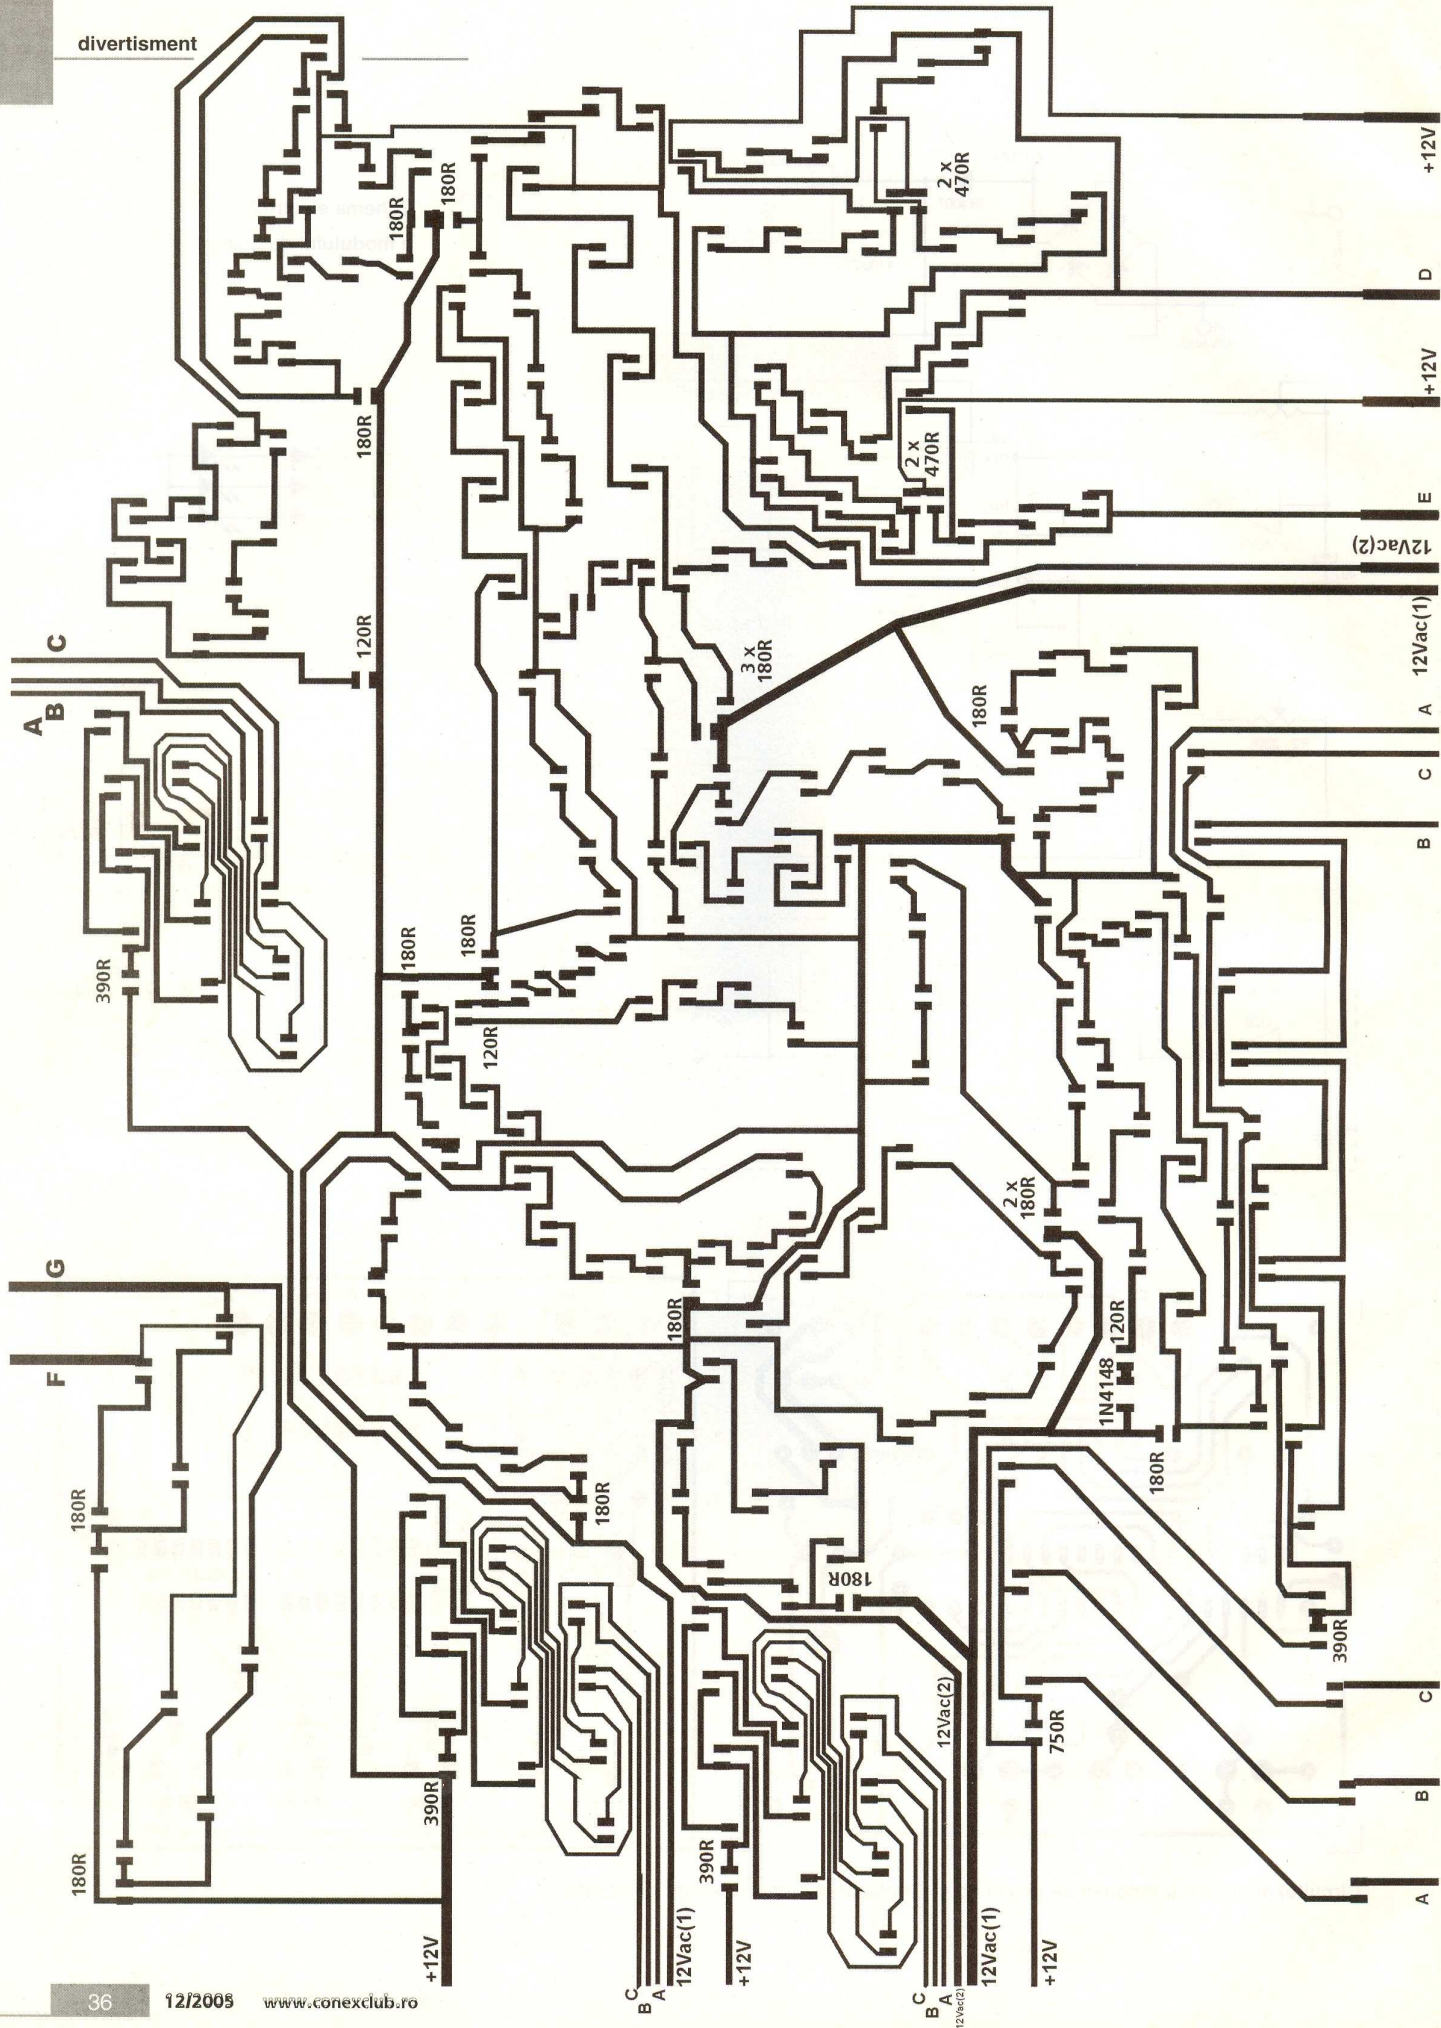 divertisment
180R
180R
2 x
470R
+12V
D
+12V
180R
2 x
470R
E
12Vac(2)
12Vac(1)
C
120R
A
B
3 x
180R
180R
A
C
B
390R
180R
180R
120R
2 x
180R
G
F
180R
120R
1N4148
180R
180R
180R
180R
390R
C
750R
12Vac(2)
B
180R
390R
390R
A
+12V
C
B
A
12Vac(1)
+12V
C
B
A
12Vac(2)
12Vac(1)
+12V
36
12/2005
www.conexclub.ro